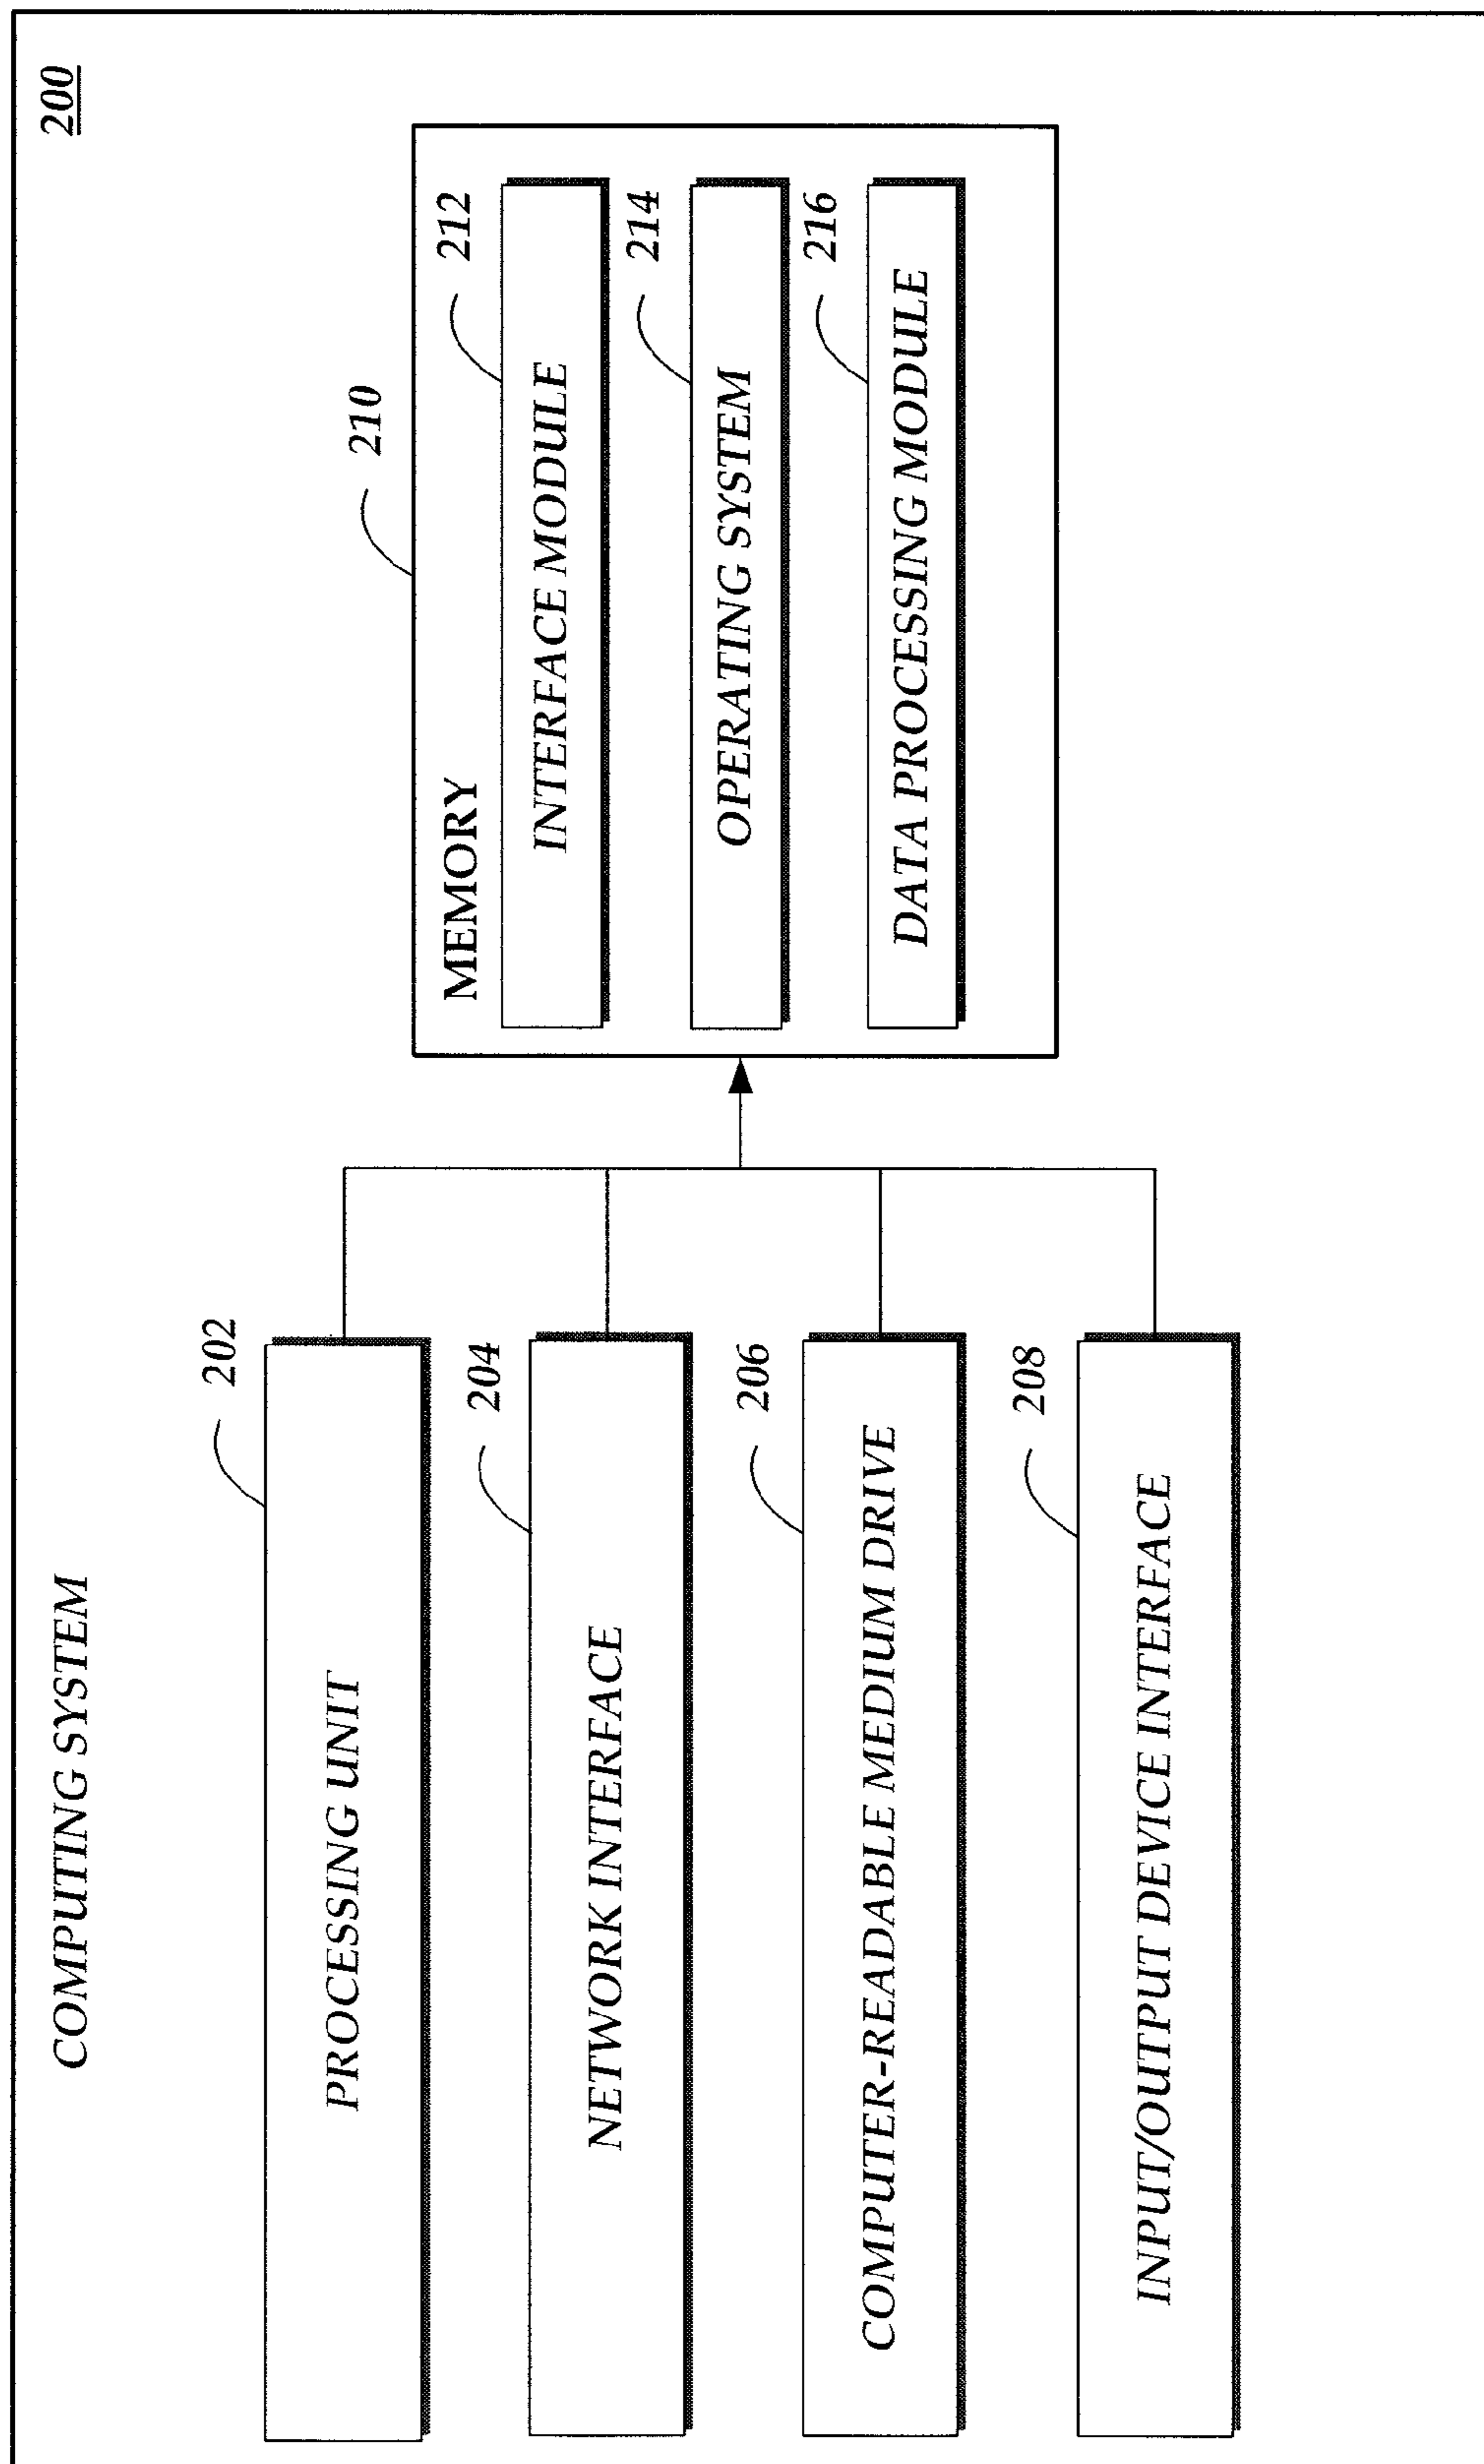 COMPUTING SYSTEM
200
202
PROCESSING UNIT
204
NETWORK INTERFACE
206
COMPUTER-READABLE MEDIUM DRIVE
208
INPUT/OUTPUT DEVICE INTERFACE
210
MEMORY
212
INTERFACE MODULE
214
OPERATING SYSTEM
216
DATA PROCESSING MODULE